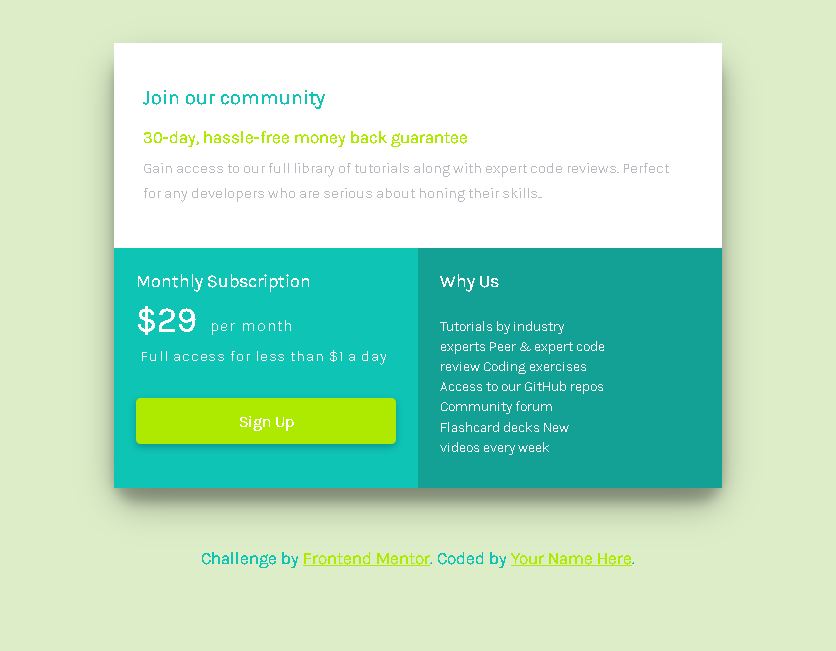 Join our community
30-day, hassle-free money back guarantee
Gain access to our full library of tutorials along with expert code reviews. Perfect
for any developers who are serious about honing their skills..
Monthly Subscription
$29 per month
Full access for less than $1 a day
Sign Up
Why Us
Tutorials by industry
experts Peer & expert code
review Coding exercises
Access to our GitHub repos
Community forum
Flashcard decks New
videos every week
Challenge by Frontend Mentor. Coded by Your Name Here.